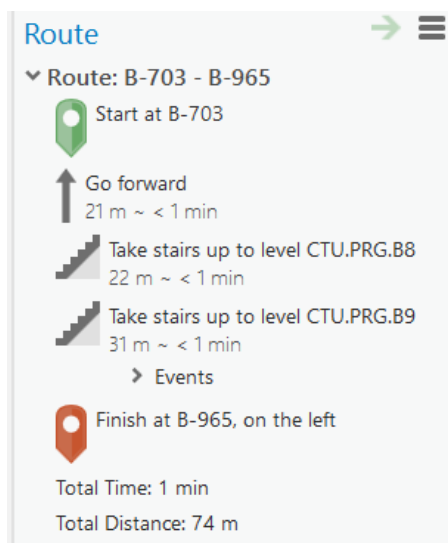 Route
Route: B-703 - B-965
Start at B-703
Go forward
21 m ~ < 1 min
Take stairs up to level CTU.PRG.B8
22 m ~ < 1 min
Take stairs up to level CTU.PRG.B9
31 m ~ < 1 min
Events
Finish at B-965, on the left
Total Time: 1 min
Total Distance: 74 m